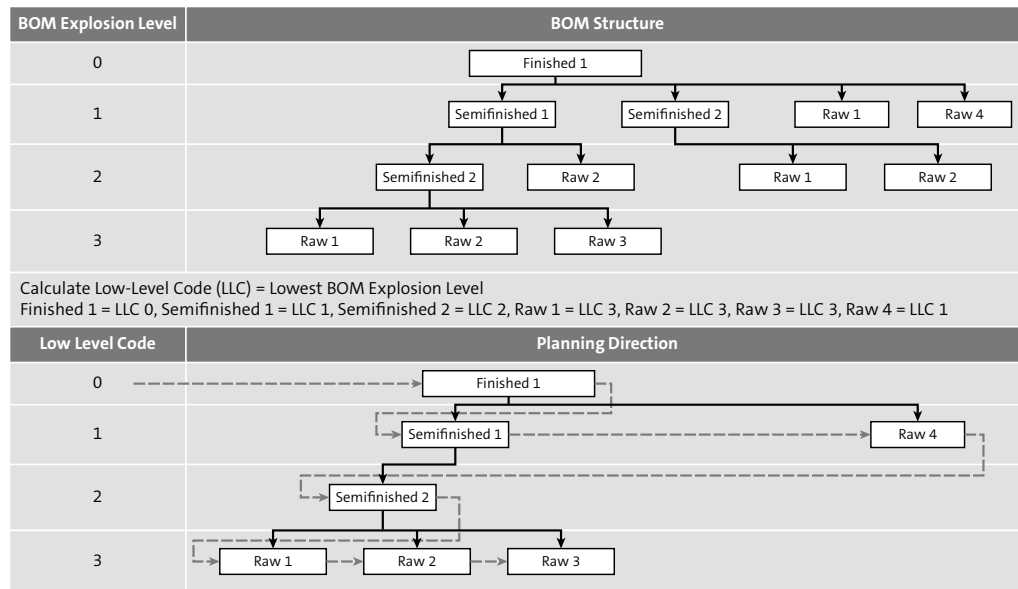 BOM Explosion Level BOM Structure
0 Finished 1
1 Semifinished 1 Semifinished 2 Raw 1 Raw 4
2 Semifinished 2 Raw 2 Raw 1 Raw 2
3 Raw 1 Raw 2 Raw 3
Calculate Low-Level Code (LLC) = Lowest BOM Explosion Level
Finished 1 = LLC 0, Semifinished 1 = LLC 1, Semifinished 2 = LLC 2, Raw 1 = LLC 3, Raw 2 = LLC 3, Raw 3 = LLC 3, Raw 4 = LLC 1
Low Level Code Planning Direction
0 Finished 1
1 Semifinished 1 Raw 4
2 Semifinished 2
3 Raw 1 Raw 2 Raw 3